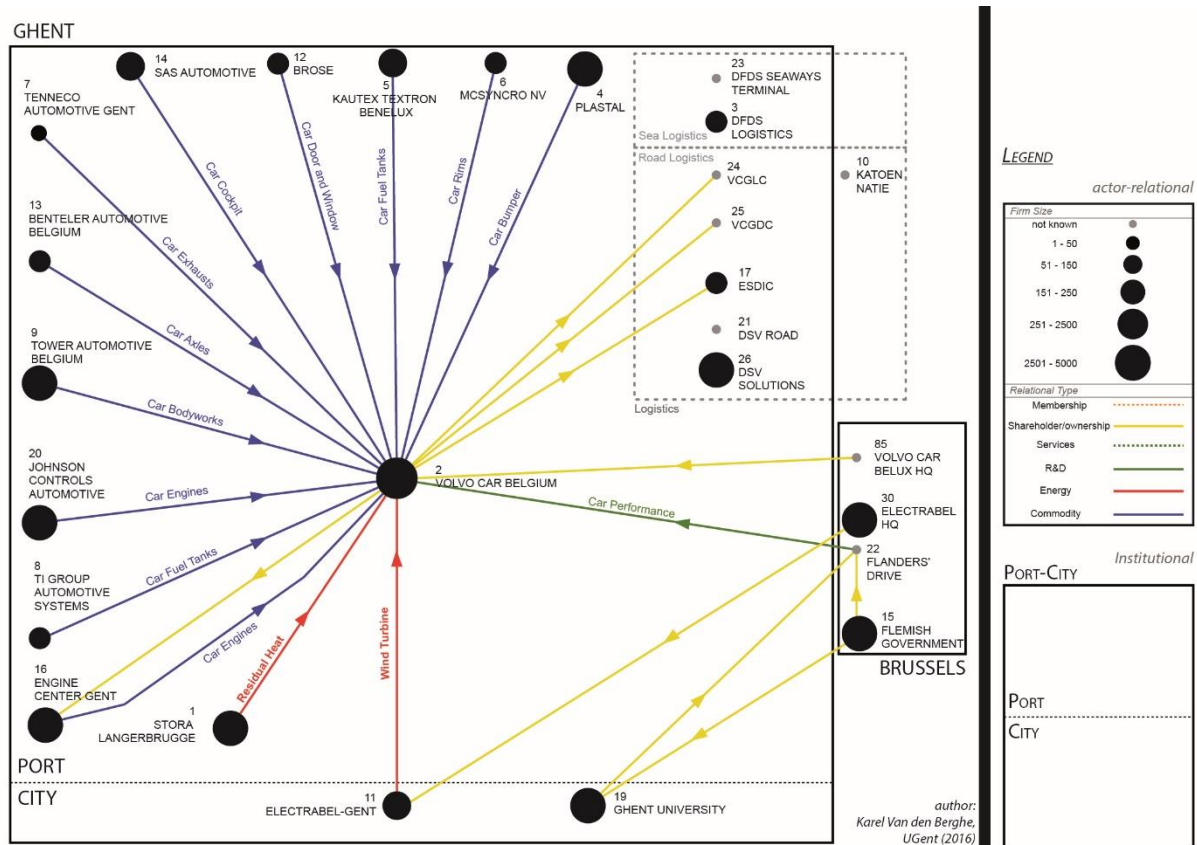 GHENT
14
SAS AUTOMOTIVE
12
BROSE
5
KAUTEX TEXTRON
BENELUX
6
MCSYNCRO NV
4
PLASTAL
7
TENNECO
AUTOMOTIVE GENT
23
DFDS SEAWAYS
TERMINAL
3
DFDS
LOGISTICS
Sea Logistics
Road Logistics
24
VCGLC
10
KATOEN
NATIE
25
VCGDC
17
ESDIC
21
DSV ROAD
26
DSV
SOLUTIONS
Logistics
13
BENTELER AUTOMOTIVE
BELGIUM
9
TOWER AUTOMOTIVE
BELGIUM
20
JOHNSON
CONTROLS
AUTOMOTIVE
8
TI GROUP
AUTOMOTIVE
SYSTEMS
16
ENGINE
CENTER GENT
1
STORA
LANGERBRUGGE
2
VOLVO CAR BELGIUM
Car Cockpit
Car Door and Window
Car Fuel Tanks
Car Rims
Car Bumper
Car Exhausts
Car Axles
Car Bodyworks
Car Engines
Car Fuel Tanks
Car Engines
Residual Heat
Wind Turbine
Car Performance
85
VOLVO CAR
BELUX HQ
30
ELECTRABEL
HQ
22
FLANDERS'
DRIVE
15
FLEMISH
GOVERNMENT
BRUSSELS
PORT
CITY
11
ELECTRABEL-GENT
19
GHENT UNIVERSITY
author:
Karel Van den Berghe,
UGent (2016)
LEGEND
actor-relational
Firm Size
not known
1 - 50
51 - 150
151 - 250
251 - 2500
2501 - 5000
Relational Type
Membership
Shareholder/ownership
Services
R&D
Energy
Commodity
Institutional
PORT-CITY
PORT
CITY